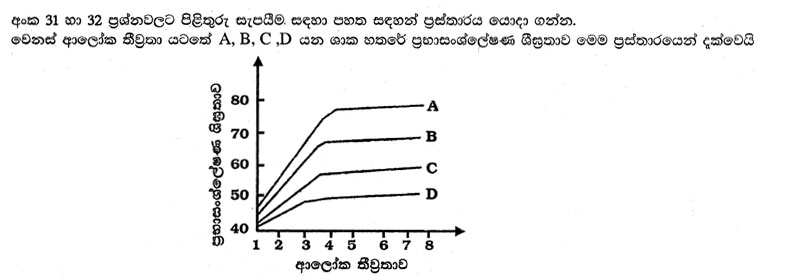 අංක 31 හා 32 ප්‍රශ්නවලට පිළිතුරු සැපයීම සඳහා පහත සඳහන් ප්‍රස්තාරය යොදා ගන්න.
වෙනස් ආලෝක තීව්‍රතා යටතේ A, B, C ,D යන ශාක හතරේ ප්‍රභාසංශ්ලේෂණ ශීඝ්‍රතාව මෙම ප්‍රස්තාරයෙන් දැක්වෙයි
ප්‍රභාසංශ්ලේෂණ ශීඝ්‍රතාව
80
70
60
50
40
A
B
C
D
1 2 3 4 5 6 7 8
ආලෝක තීව්‍රතාව